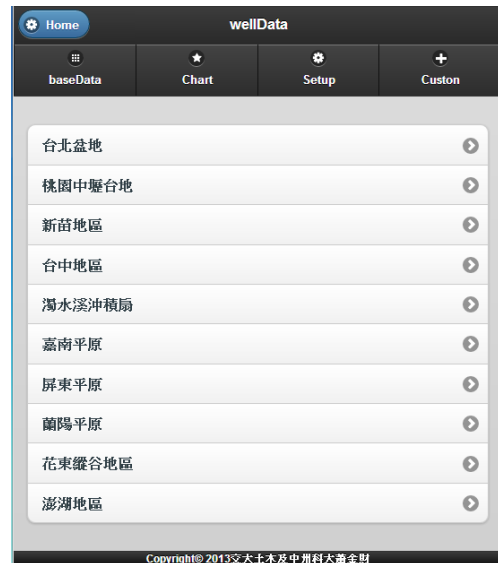 Home
wellData
baseData
Chart
Setup
Custon
台北盆地
桃園中壢台地
新苗地區
台中地區
濁水溪沖積扇
嘉南平原
屏東平原
蘭陽平原
花東縱谷地區
澎湖地區
Copyright© 2013交大土木及中州科大蕭金財